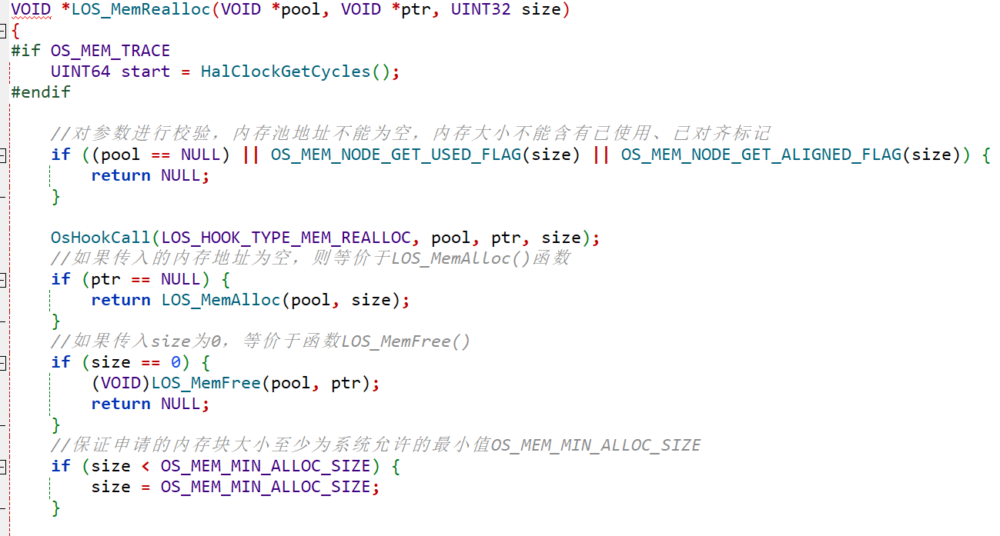 VOID *LOS_MemRealloc(VOID *pool, VOID *ptr, UINT32 size)
{
#if OS_MEM_TRACE
    UINT64 start = HalClockGetCycles();
#endif

    //对参数进行校验，内存池地址不能为空，内存大小不能含有已使用、已对齐标记
    if ((pool == NULL) || OS_MEM_NODE_GET_USED_FLAG(size) || OS_MEM_NODE_GET_ALIGNED_FLAG(size)) {
        return NULL;
    }

    OsHookCall(LOS_HOOK_TYPE_MEM_REALLOC, pool, ptr, size);
    //如果传入的内存地址为空，则等价于LOS_MemAlloc()函数
    if (ptr == NULL) {
        return LOS_MemAlloc(pool, size);
    }
    //如果传入size为0，等价于函数LOS_MemFree()
    if (size == 0) {
        (VOID)LOS_MemFree(pool, ptr);
        return NULL;
    }
    //保证申请的内存块大小至少为系统允许的最小值OS_MEM_MIN_ALLOC_SIZE
    if (size < OS_MEM_MIN_ALLOC_SIZE) {
        size = OS_MEM_MIN_ALLOC_SIZE;
    }